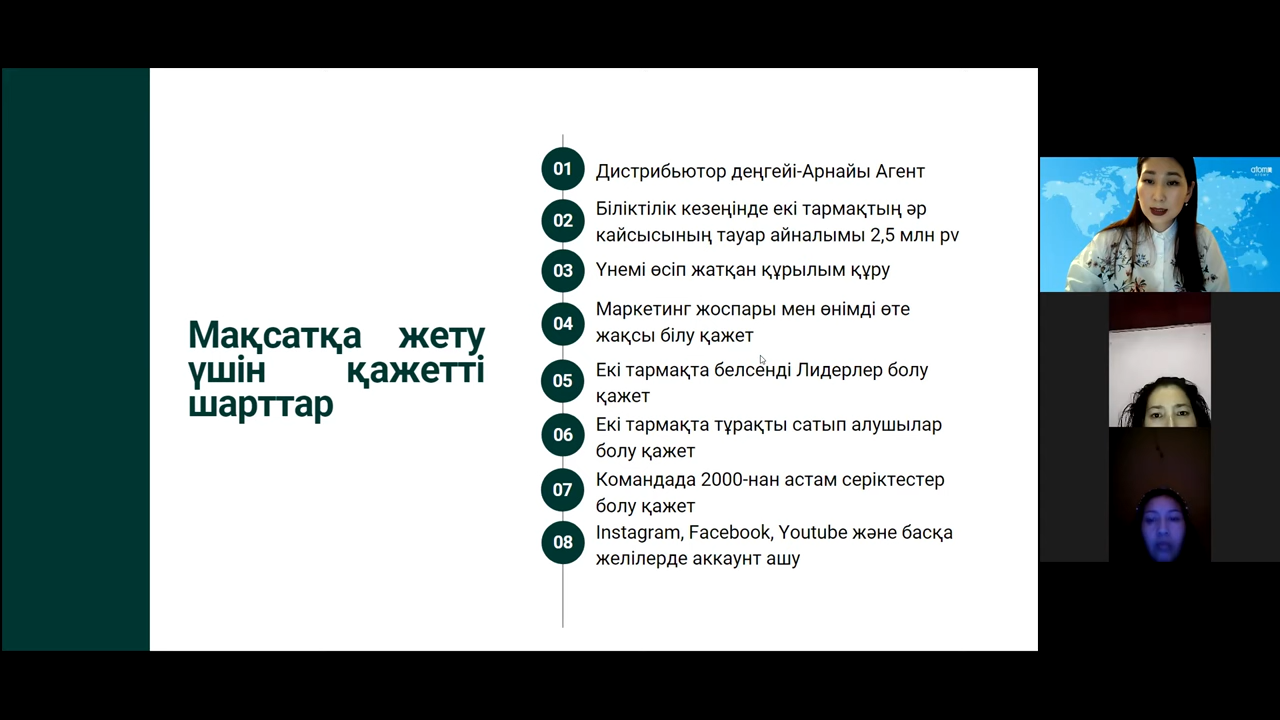 Мақсатқа жету
үшін қажетті
шарттар
01
Дистрибьютор деңгейі-Арнайы Агент
02
Біліктілік кезеңінде екі тармақтың әр
кайсысының тауар айналымы 2,5 млн pv
03
Үнемі өсіп жатқан құрылым құру
04
Маркетинг жоспары мен өнімді өте
жақсы білу қажет
05
Екі тармақта белсенді Лидерлер болу
қажет
06
Екі тармақта тұрақты сатып алушылар
болу қажет
07
Командада 2000-нан астам серіктестер
болу қажет
08
Instagram, Facebook, Youtube және басқа
желілерде аккаунт ашу